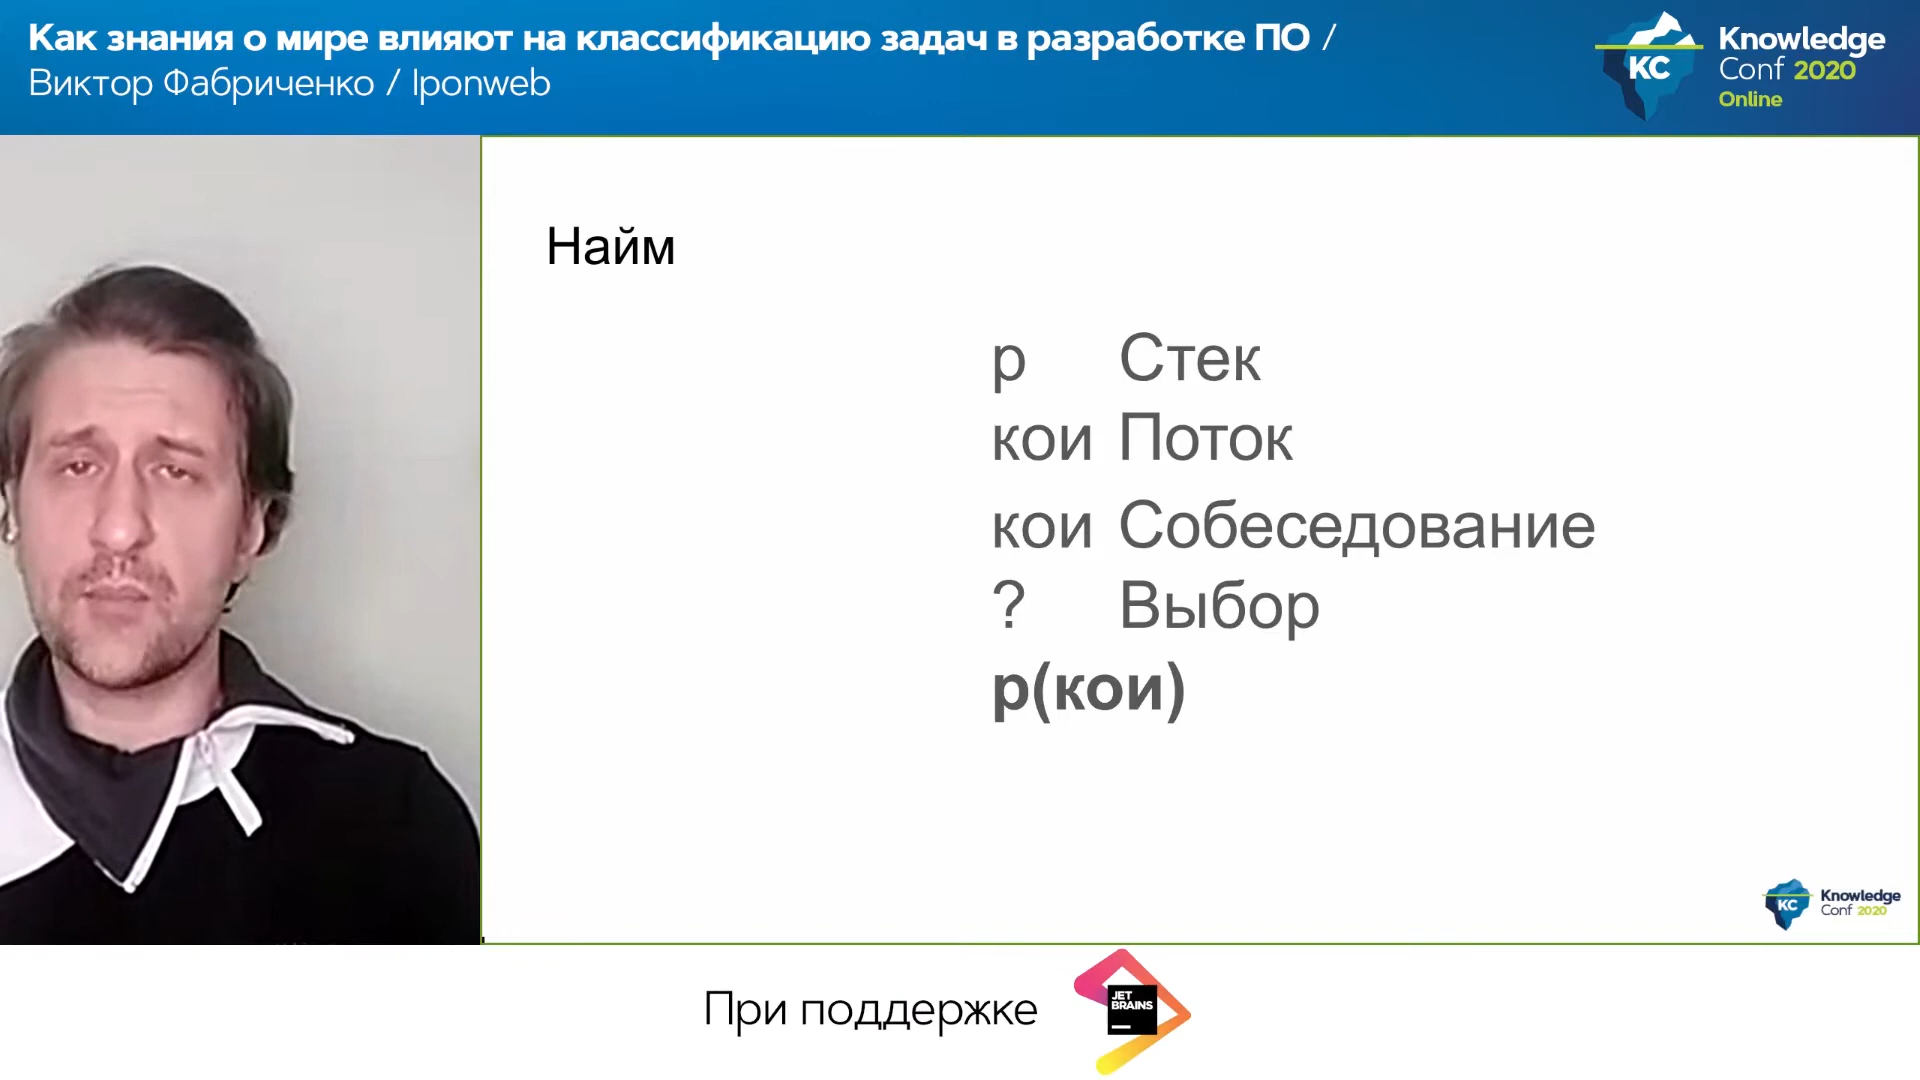 Как знания о мире влияют на классификацию задач в разработке ПО /
Виктор Фабриченко / Iponweb
KC
Knowledge
Conf 2020
Online
Найм
р Стек
кои Поток
кои Собеседование
? Выбор
р(кои)
KC
Knowledge
Conf 2020
При поддержке
JET
BRAINS